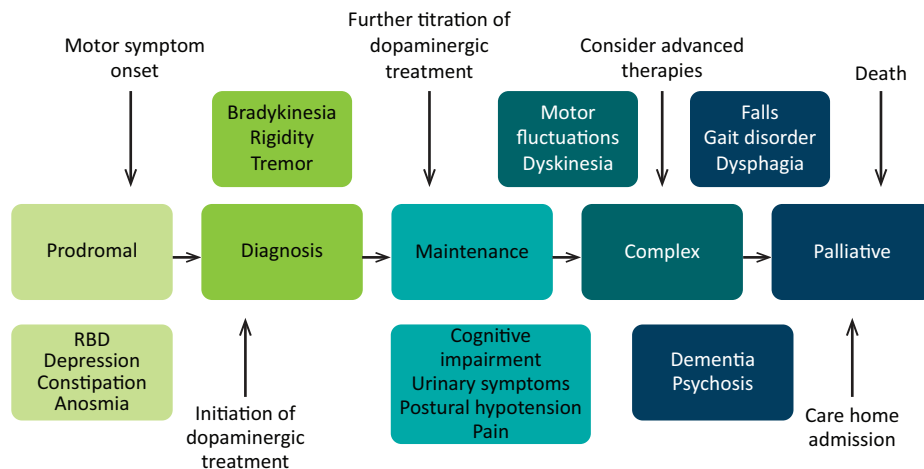 Motor symptom
onset
Further titration of
dopaminergic
treatment
Consider advanced
therapies
Death
Bradykinesia
Rigidity
Tremor
Motor
fluctuations
Dyskinesia
Falls
Gait disorder
Dysphagia
Prodromal
Diagnosis
Maintenance
Complex
Palliative
RBD
Depression
Constipation
Anosmia
Initiation of
dopaminergic
treatment
Cognitive
impairment
Urinary symptoms
Postural hypotension
Pain
Dementia
Psychosis
Care home
admission